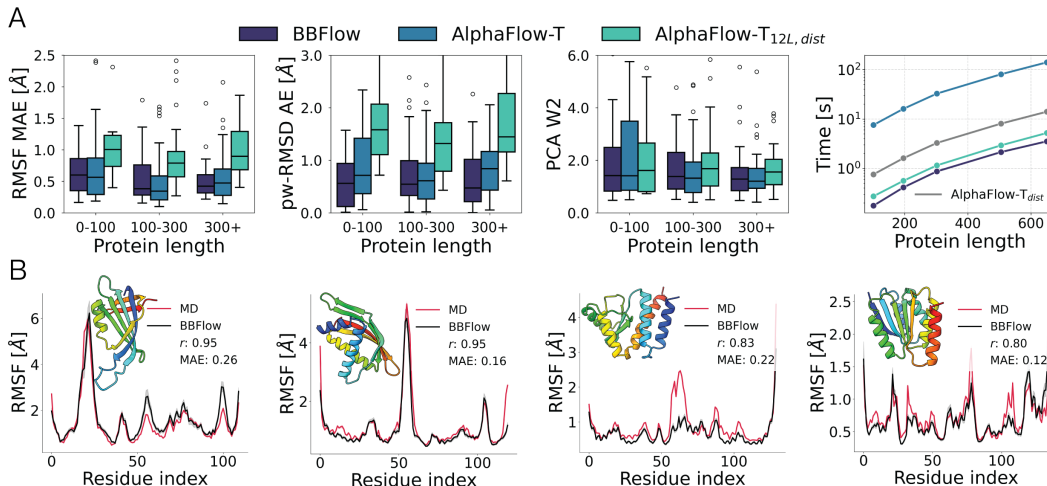 A
BBFlow AlphaFlow-T AlphaFlow-T12L, dist
RMSF MAE [Å]
2.5
2.0
1.5
1.0
0.5
0.0
0-100 100-300 300+
Protein length
pw-RMSD AE [Å]
3.0
2.0
1.0
0.0
0-100 100-300 300+
Protein length
PCA W2
6.0
4.0
2.0
0.0
0-100 100-300 300+
Protein length
Time [s]
10²
10¹
10⁰
AlphaFlow-Tdist
0 200 400 600
Protein length
B
RMSF [Å]
6
4
2
MD
BBFlow
r: 0.95
MAE: 0.26
0 50 100
Residue index
RMSF [Å]
5
4
3
2
1
MD
BBFlow
r: 0.95
MAE: 0.16
0 50 100
Residue index
RMSF [Å]
4
3
2
1
MD
BBFlow
r: 0.83
MAE: 0.22
0 50 100
Residue index
RMSF [Å]
2.5
2.0
1.5
1.0
0.5
MD
BBFlow
r: 0.80
MAE: 0.12
0 50 100
Residue index